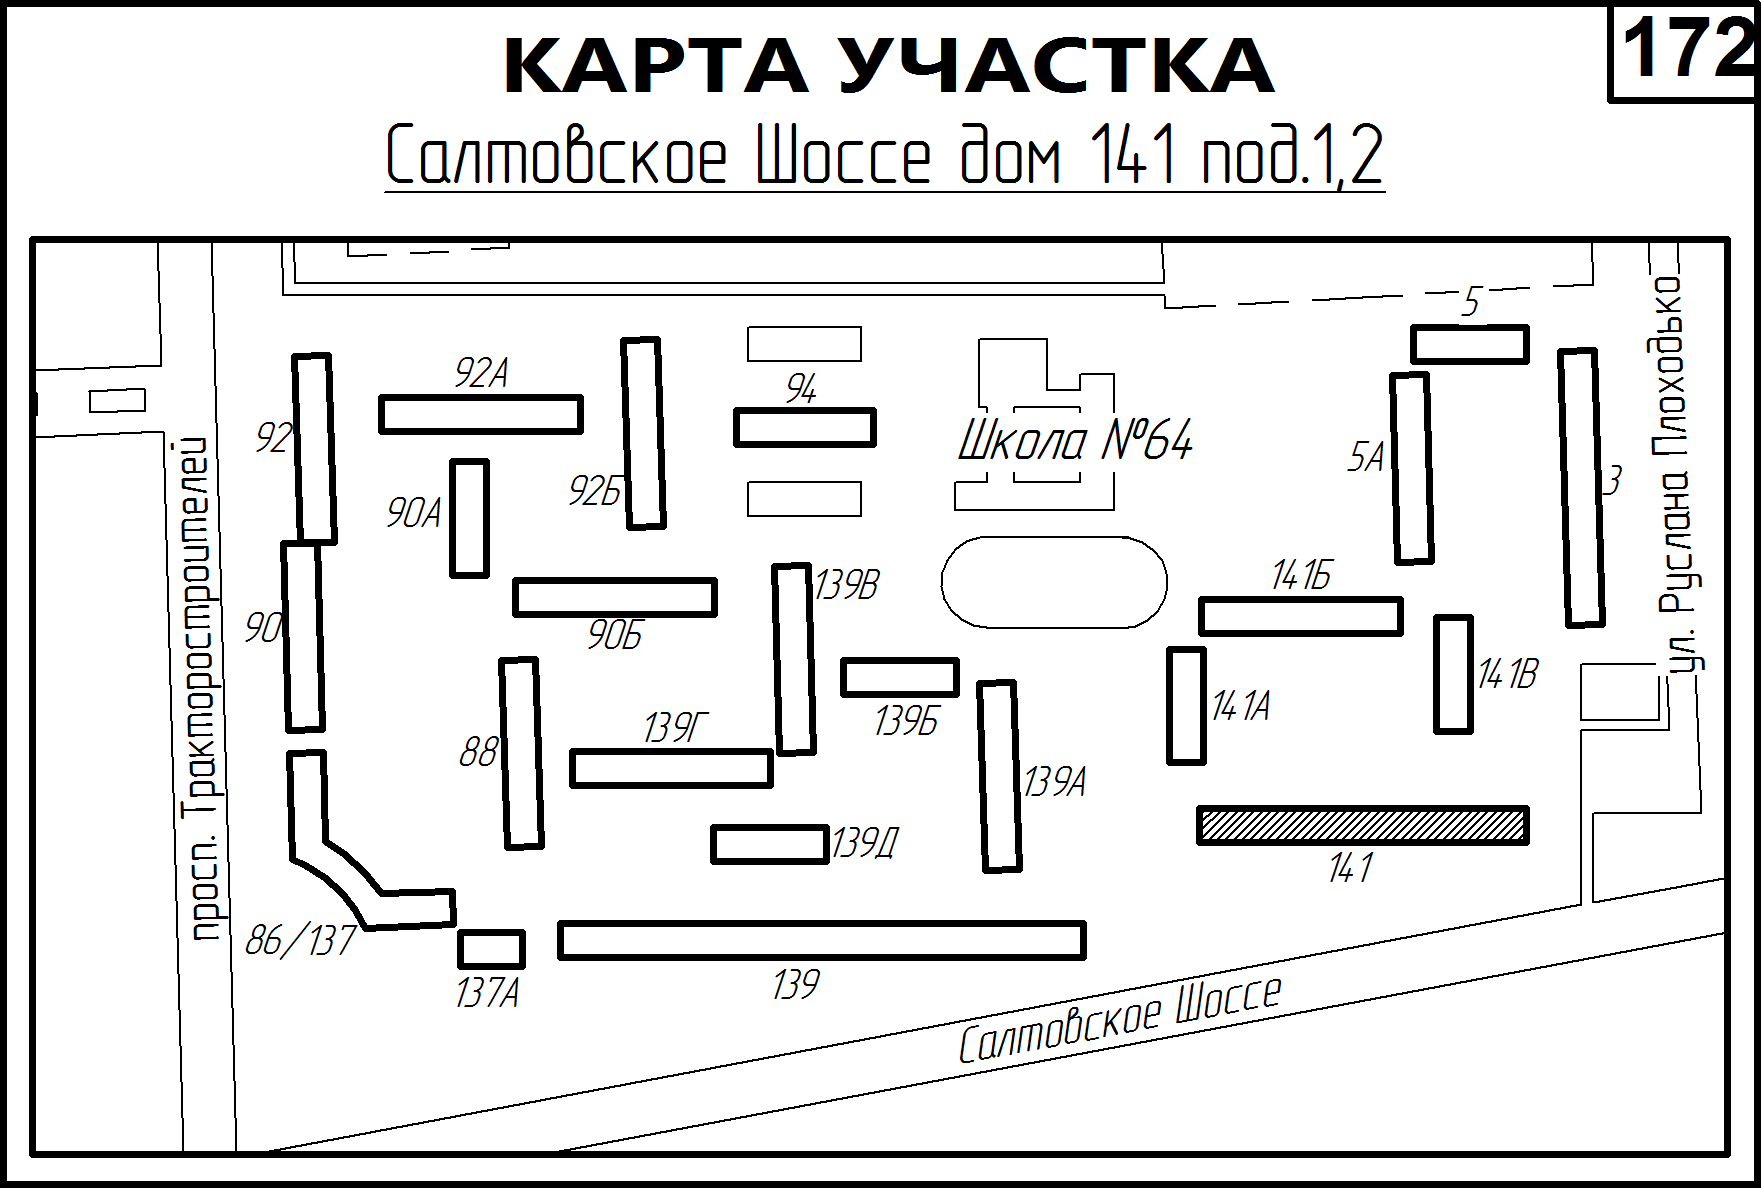 КАРТА УЧАСТКА
172
Салтовское Шоссе дом 141 под.1,2
5
92А
94
92
Школа №64
5А
3
90А
92Б
ул. Руслана Плоходько
просп. Тракторостроителей
139В
141Б
90
90Б
141В
141А
139Б
139Г
88
139А
139Д
141
86/137
137А
139
Салтовское Шоссе